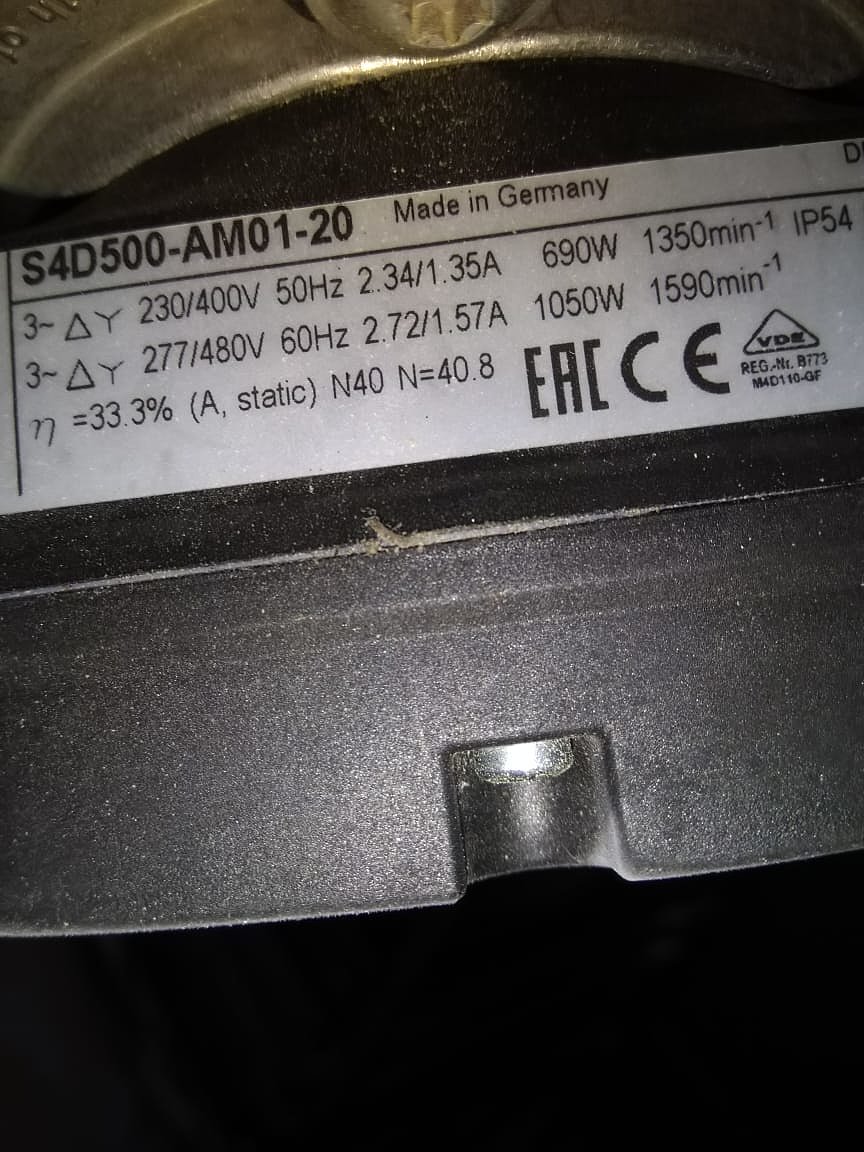 S4D500-AM01-20 Made in Germany
3~ Δ Y 230/400V 50Hz 2.34/1.35A 690W 1350min-1 IP54
3~ Δ Y 277/480V 60Hz 2.72/1.57A 1050W 1590min-1
η =33.3% (A, static) N40 N=40.8
EAC CE
VDE
REG.-Nr. B773
M4D110-GF